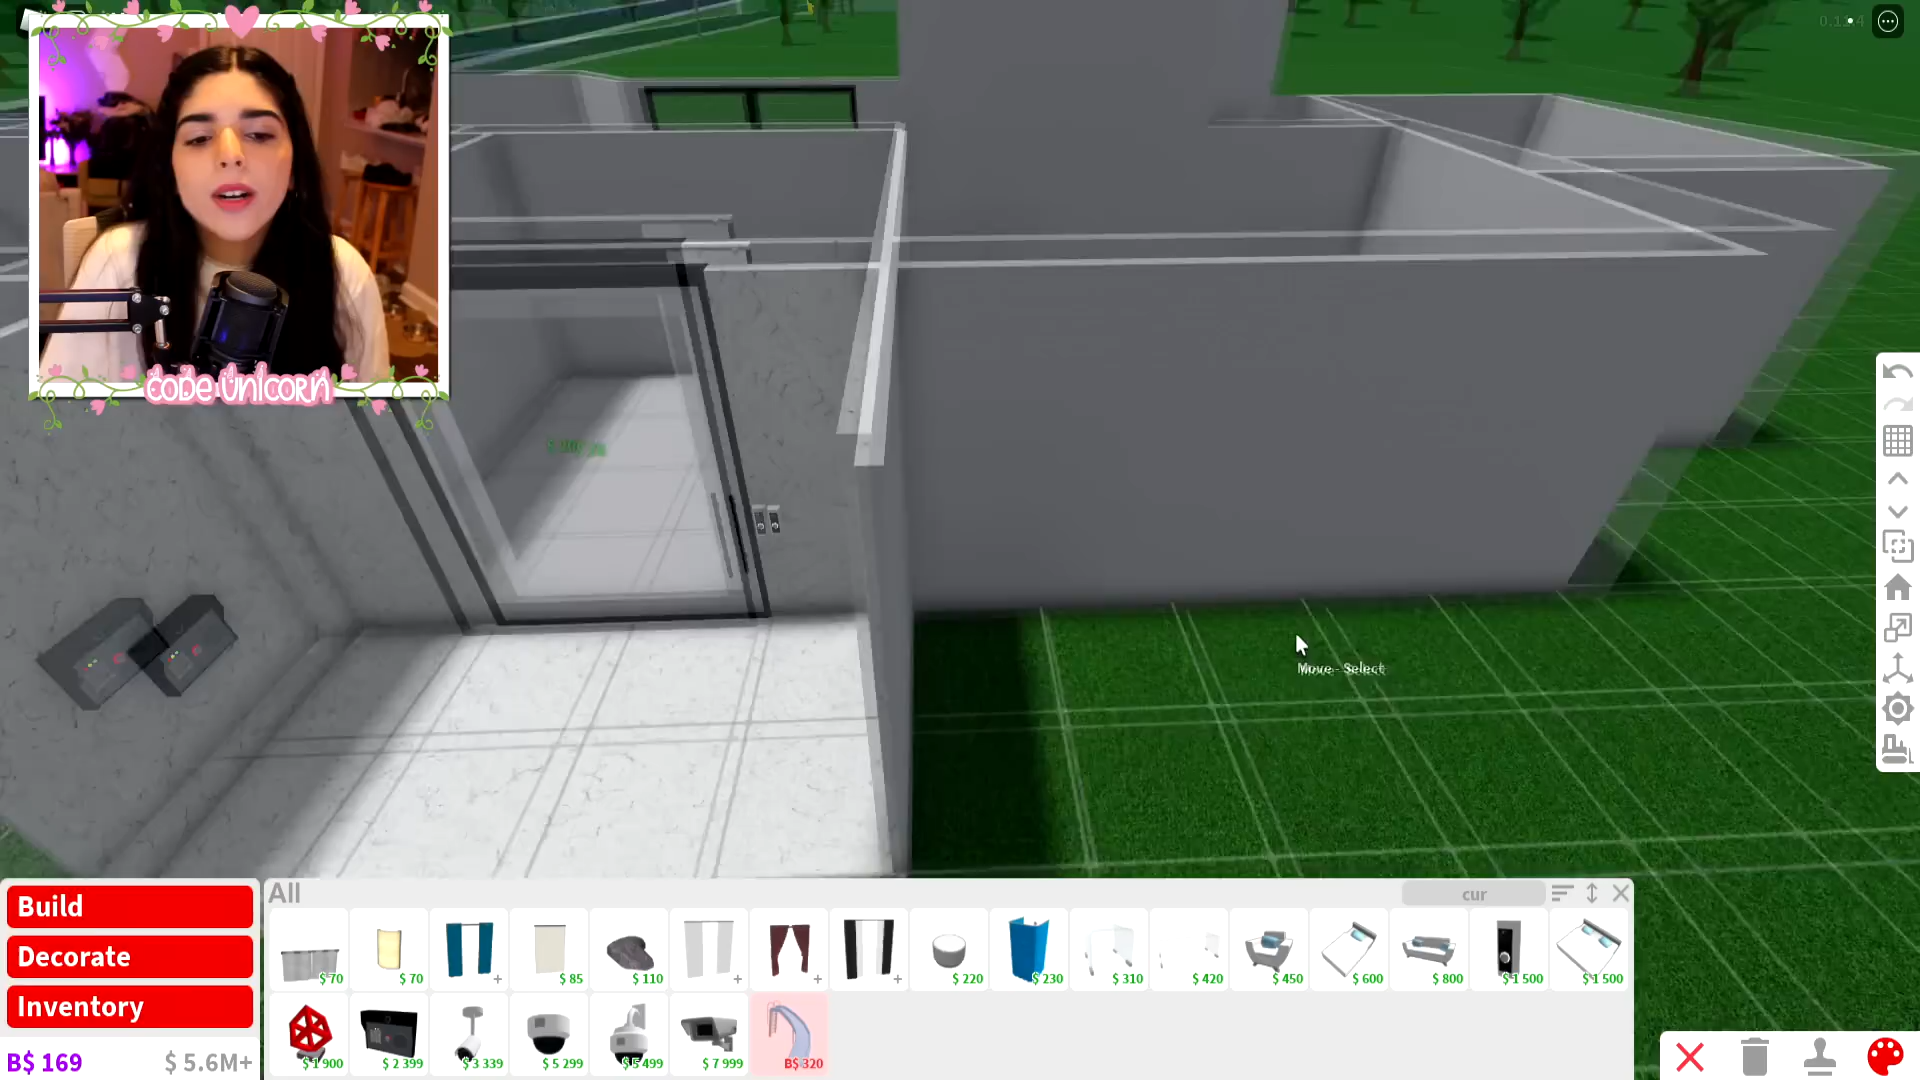 CODE UNICORN
Move - Select
Build
Decorate
Inventory
B$ 169
$ 5.6M+
All
cur
$ 70
$ 70
+
$ 85
$ 110
+
+
+
$ 220
$ 230
$ 310
$ 420
$ 450
$ 600
$ 800
$ 1 500
$ 1 500
$ 1 900
$ 2 399
$ 3 339
$ 5 299
$ 5 499
$ 7 999
B$ 320